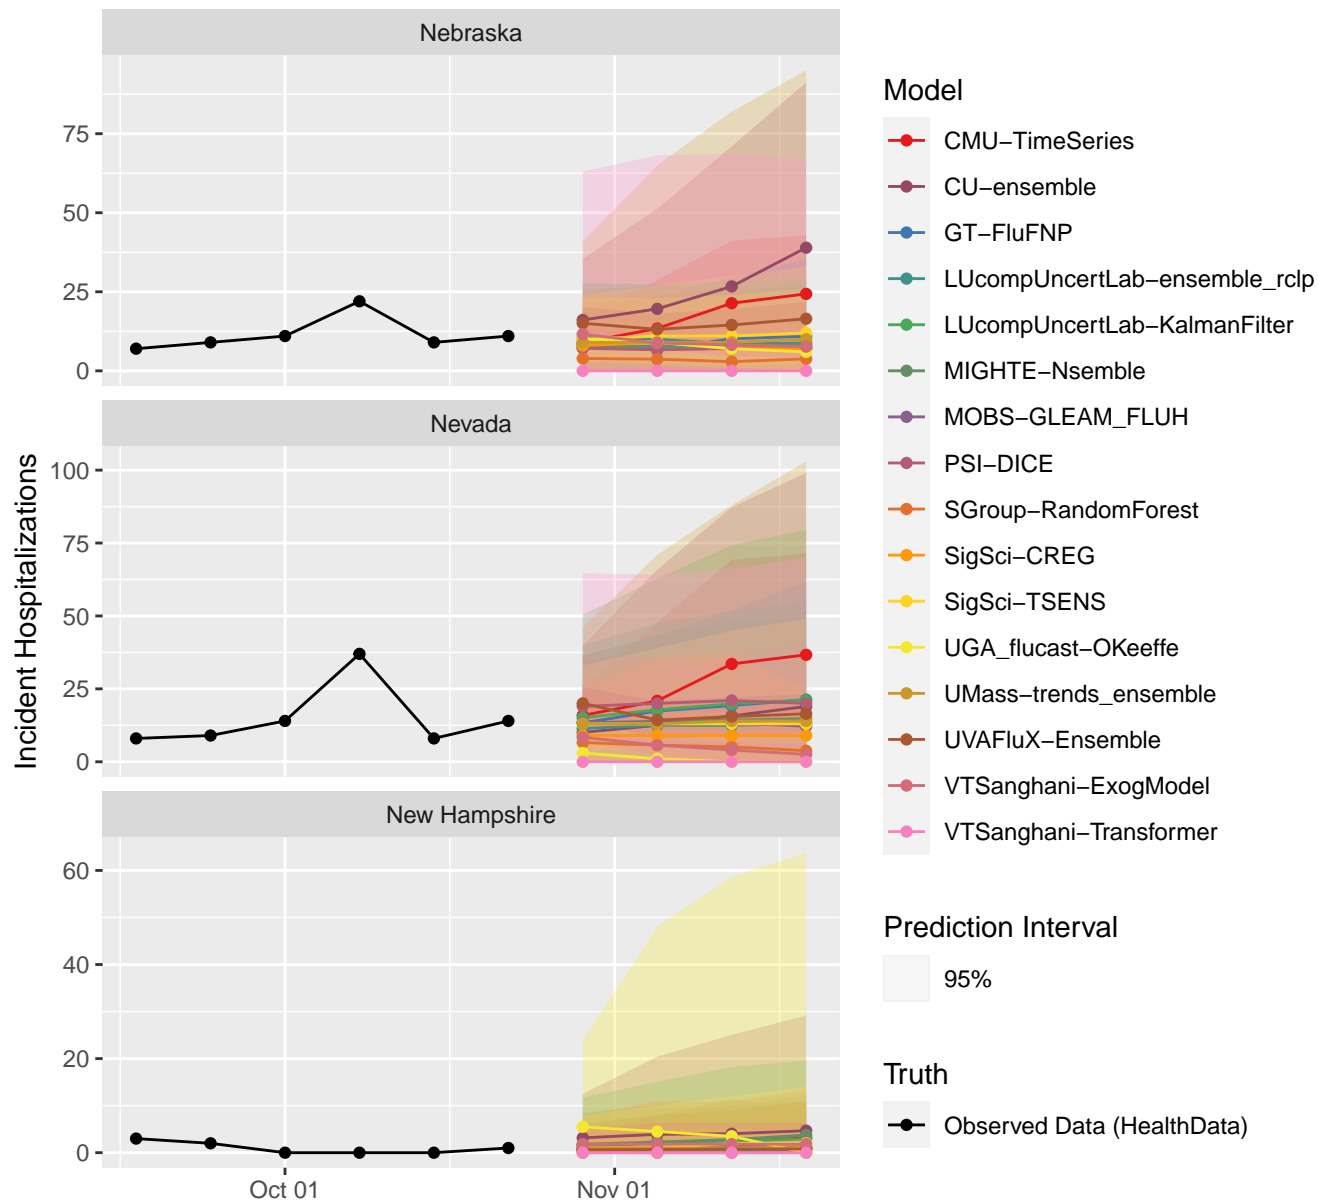 Nebraska
75
50
25
0
Nevada
100
75
50
25
0
New Hampshire
60
40
20
0
Oct 01
Nov 01
Incident Hospitalizations
Model
CMU−TimeSeries
CU−ensemble
GT−FluFNP
LUcompUncertLab−ensemble_rclp
LUcompUncertLab−KalmanFilter
MIGHTE−Nsemble
MOBS−GLEAM_FLUH
PSI−DICE
SGroup−RandomForest
SigSci−CREG
SigSci−TSENS
UGA_flucast−OKeeffe
UMass−trends_ensemble
UVAFluX−Ensemble
VTSanghani−ExogModel
VTSanghani−Transformer
Prediction Interval
95%
Truth
Observed Data (HealthData)